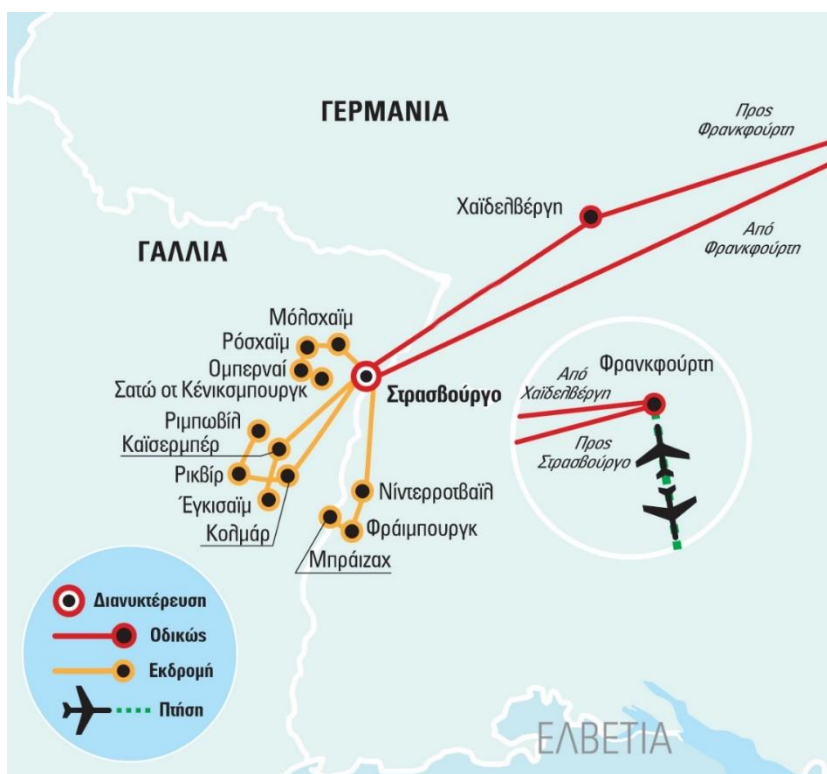 ΓΕΡΜΑΝΙΑ
Προς
Φρανκφούρτη
Χαϊδελβέργη
Από
Φρανκφούρτη
ΓΑΛΛΙΑ
Μόλσχαϊμ
Ρόσχαϊμ
Ομπερναί
Σατώ οτ Κένικσμπουργκ
Στρασβούργο
Φρανκφούρτη
Από
Χαϊδελβέργη
Προς
Στρασβούργο
Ριμπωβίλ
Καϊσερμπέρ
Ρικβίρ
Έγκισαϊμ
Κολμάρ
Νίντερροτβαϊλ
Φράιμπουργκ
Μπράιζαχ
Διανυκτέρευση
Οδικώς
Εκδρομή
Πτήση
ΕΛΒΕΤΙΑ